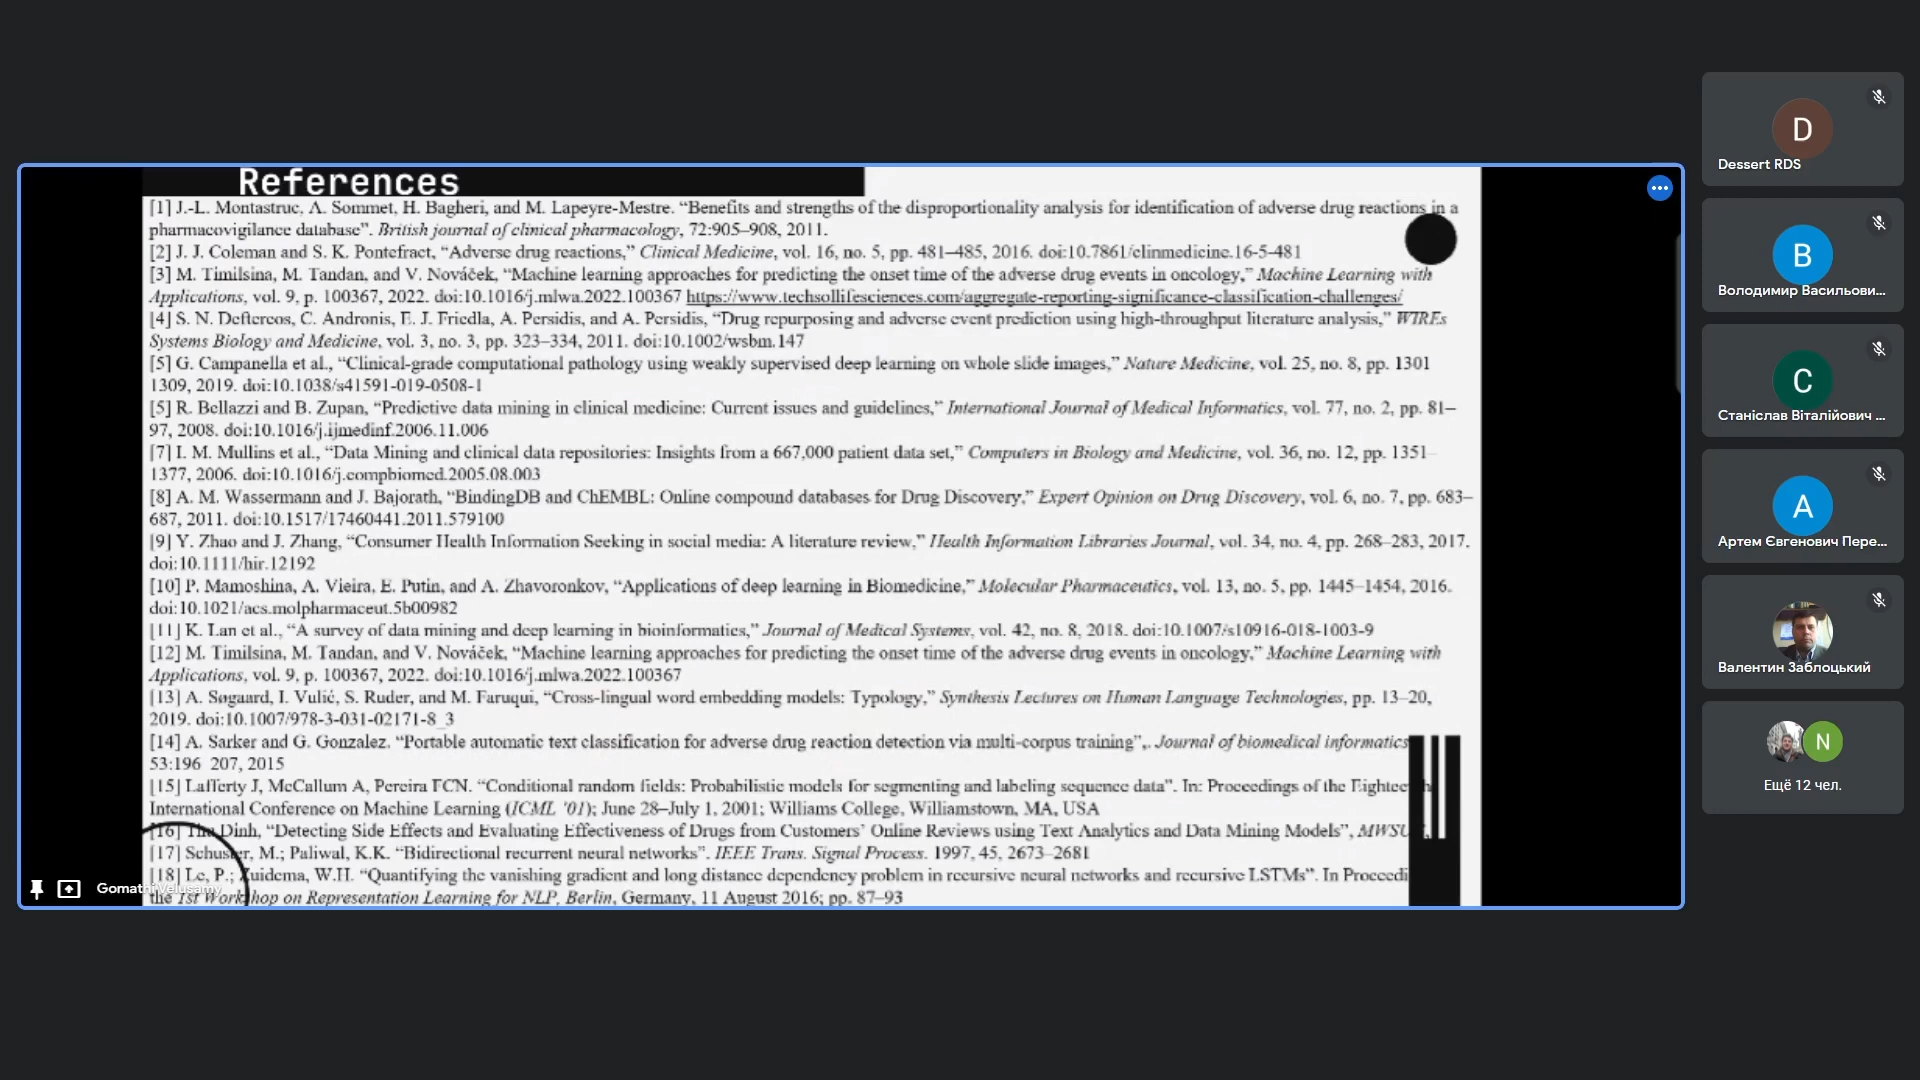 References
[1] J.-L. Montastruc, A. Sommet, H. Bagheri, and M. Lapeyre-Mestre. “Benefits and strengths of the disproportionality analysis for identification of adverse drug reactions in a
pharmacovigilance database”. British journal of clinical pharmacology, 72:905–908, 2011.
[2] J. J. Coleman and S. K. Pontefract, “Adverse drug reactions,” Clinical Medicine, vol. 16, no. 5, pp. 481–485, 2016. doi:10.7861/clinmedicine.16-5-481
[3] M. Timilsina, M. Tandan, and V. Nováček, “Machine learning approaches for predicting the onset time of the adverse drug events in oncology,” Machine Learning with
Applications, vol. 9, p. 100367, 2022. doi:10.1016/j.mlwa.2022.100367 https://www.techsollifesciences.com/aggregate-reporting-significance-classification-challenges/
[4] S. N. Deftereos, C. Andronis, E. J. Friedla, A. Persidis, and A. Persidis, “Drug repurposing and adverse event prediction using high-throughput literature analysis,” WIREs
Systems Biology and Medicine, vol. 3, no. 3, pp. 323–334, 2011. doi:10.1002/wsbm.147
[5] G. Campanella et al., “Clinical-grade computational pathology using weakly supervised deep learning on whole slide images,” Nature Medicine, vol. 25, no. 8, pp. 1301
1309, 2019. doi:10.1038/s41591-019-0508-1
[5] R. Bellazzi and B. Zupan, “Predictive data mining in clinical medicine: Current issues and guidelines,” International Journal of Medical Informatics, vol. 77, no. 2, pp. 81–
97, 2008. doi:10.1016/j.ijmedinf.2006.11.006
[7] I. M. Mullins et al., “Data Mining and clinical data repositories: Insights from a 667,000 patient data set,” Computers in Biology and Medicine, vol. 36, no. 12, pp. 1351–
1377, 2006. doi:10.1016/j.compbiomed.2005.08.003
[8] A. M. Wassermann and J. Bajorath, “BindingDB and ChEMBL: Online compound databases for Drug Discovery,” Expert Opinion on Drug Discovery, vol. 6, no. 7, pp. 683–
687, 2011. doi:10.1517/17460441.2011.579100
[9] Y. Zhao and J. Zhang, “Consumer Health Information Seeking in social media: A literature review,” Health Information Libraries Journal, vol. 34, no. 4, pp. 268–283, 2017.
doi:10.1111/hir.12192
[10] P. Mamoshina, A. Vieira, E. Putin, and A. Zhavoronkov, “Applications of deep learning in Biomedicine,” Molecular Pharmaceutics, vol. 13, no. 5, pp. 1445–1454, 2016.
doi:10.1021/acs.molpharmaceut.5b00982
[11] K. Lan et al., “A survey of data mining and deep learning in bioinformatics,” Journal of Medical Systems, vol. 42, no. 8, 2018. doi:10.1007/s10916-018-1003-9
[12] M. Timilsina, M. Tandan, and V. Nováček, “Machine learning approaches for predicting the onset time of the adverse drug events in oncology,” Machine Learning with
Applications, vol. 9, p. 100367, 2022. doi:10.1016/j.mlwa.2022.100367
[13] A. Søgaard, I. Vulić, S. Ruder, and M. Faruqui, “Cross-lingual word embedding models: Typology,” Synthesis Lectures on Human Language Technologies, pp. 13–20,
2019. doi:10.1007/978-3-031-02171-8_3
[14] A. Sarker and G. Gonzalez. “Portable automatic text classification for adverse drug reaction detection via multi-corpus training”,. Journal of biomedical informatics
53:196 207, 2015
[15] Lafferty J, McCallum A, Pereira FCN. “Conditional random fields: Probabilistic models for segmenting and labeling sequence data”. In: Proceedings of the
International Conference on Machine Learning (ICML '01); June 28–July 1, 2001; Williams College, Williamstown, MA, USA
[16] Thu Dinh, “Detecting Side Effects and Evaluating Effectiveness of Drugs from Customers’ Online Reviews using Text Analytics and Data Mining Models”,
[17] Schuster, M.; Paliwal, K.K. “Bidirectional recurrent neural networks”. IEEE Trans. Signal Process. 1997, 45, 2673–2681
[18] Le, P.; Zuidema, W.H. “Quantifying the vanishing gradient and long distance dependency problem in recursive neural networks and recursive LSTMs”. In Proceedi
the 1st Workshop on Representation Learning for NLP, Berlin, Germany, 11 August 2016; pp. 87–93
Gomathi Velusamy
D
Dessert RDS
В
Володимир Васильови...
С
Станіслав Віталійович ...
А
Артем Євгенович Пере...
Валентин Заблоцький
N
Ещё 12 чел.